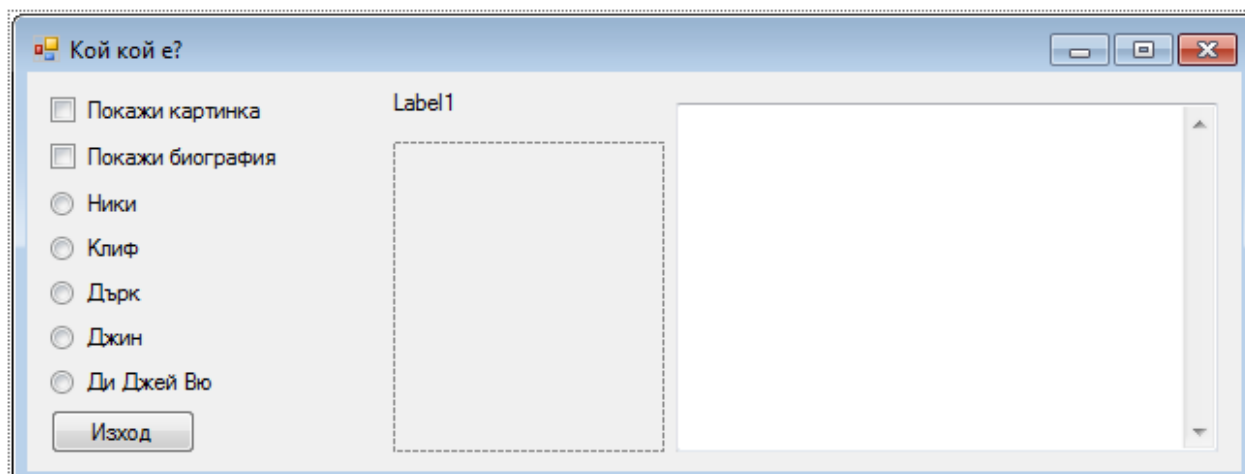 Кой кой е?
Покажи картинка
Покажи биография
Ники
Клиф
Дърк
Джин
Ди Джей Вю
Изход
Label1